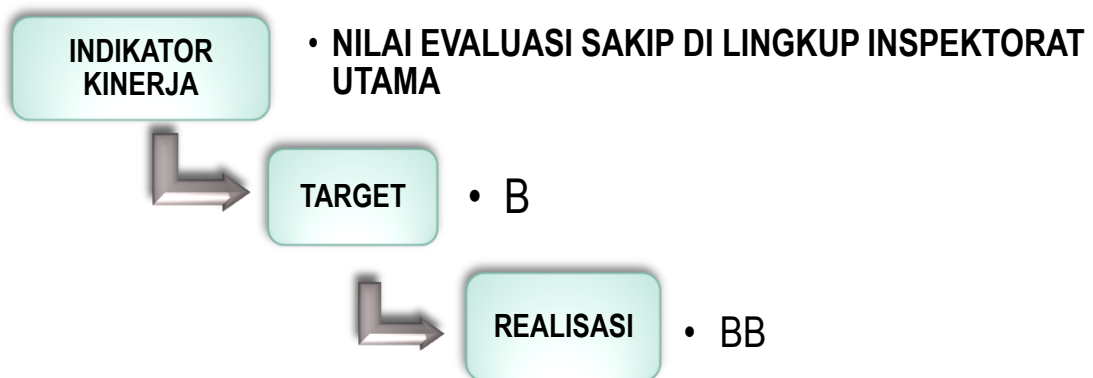 INDIKATOR
KINERJA
• NILAI EVALUASI SAKIP DI LINGKUP INSPEKTORAT
UTAMA
TARGET
• B
REALISASI
• BB